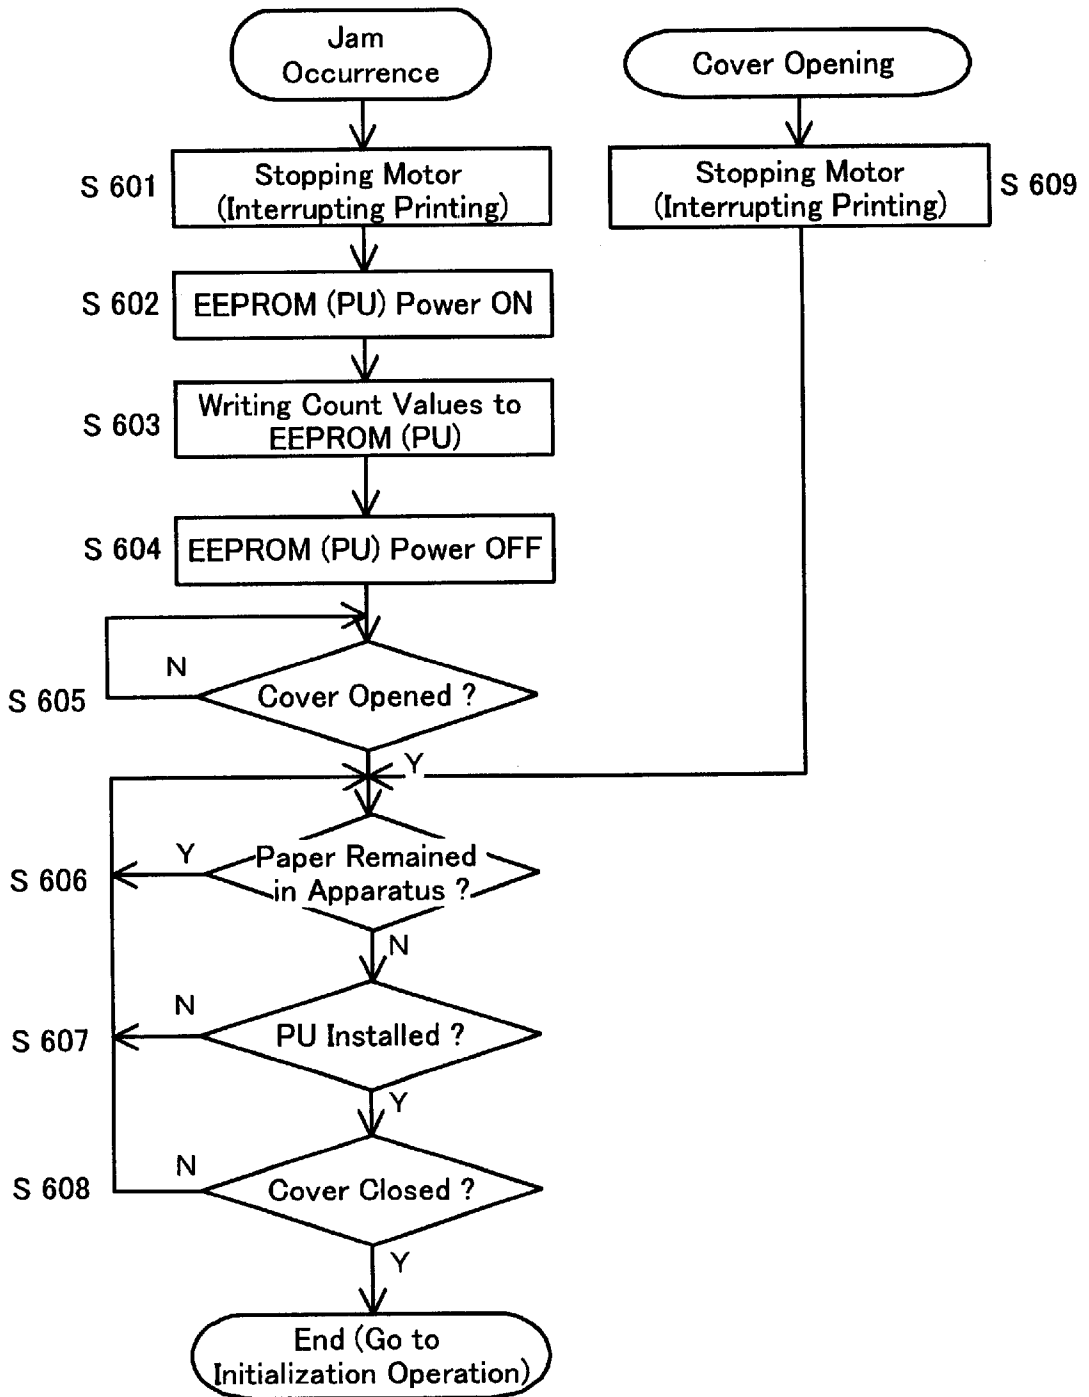 Jam
Occurrence
Cover Opening
S 601
Stopping Motor
(Interrupting Printing)
Stopping Motor
(Interrupting Printing)
S 609
S 602
EEPROM (PU) Power ON
S 603
Writing Count Values to
EEPROM (PU)
S 604
EEPROM (PU) Power OFF
N
S 605
Cover Opened ?
Y
Y
S 606
Paper Remained
in Apparatus ?
N
N
S 607
PU Installed ?
Y
N
S 608
Cover Closed ?
Y
End (Go to
Initialization Operation)